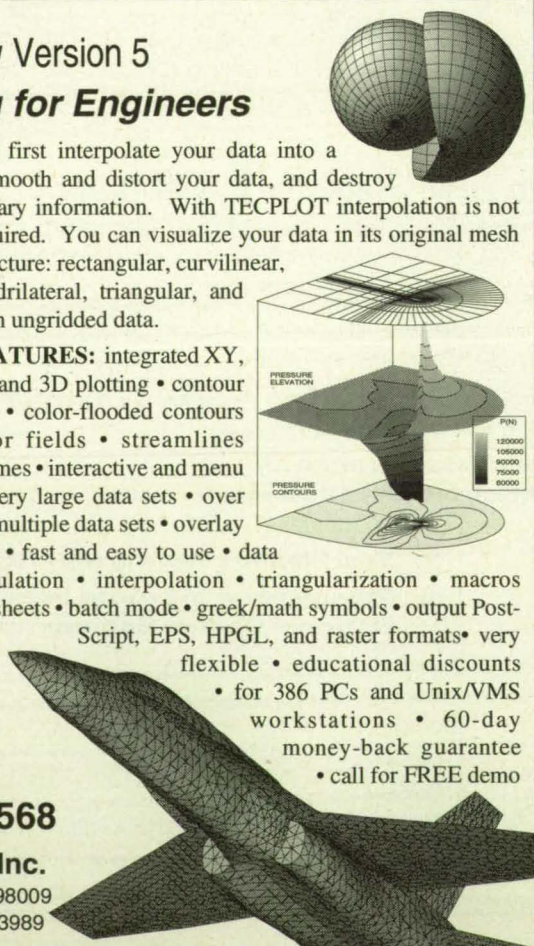 Version 5
for Engineers
first interpolate your data into a
mooth and distort your data, and destroy
ary information. With TECPLOT interpolation is not
uired. You can visualize your data in its original mesh
cture: rectangular, curvilinear,
drilateral, triangular, and
n ungridded data.
ATURES: integrated XY,
and 3D plotting • contour
• color-flooded contours
or fields • streamlines
mes • interactive and menu
ery large data sets • over
multiple data sets • overlay
• fast and easy to use • data
ulation • interpolation • triangularization • macros
sheets • batch mode • greek/math symbols • output Post-
Script, EPS, HPGL, and raster formats• very
flexible • educational discounts
• for 386 PCs and Unix/VMS
workstations • 60-day
money-back guarantee
• call for FREE demo
PRESSURE
ELEVATION
P(N)
120000
105000
90000
75000
60000
PRESSURE
CONTOURS
568
Inc.
98009
3989